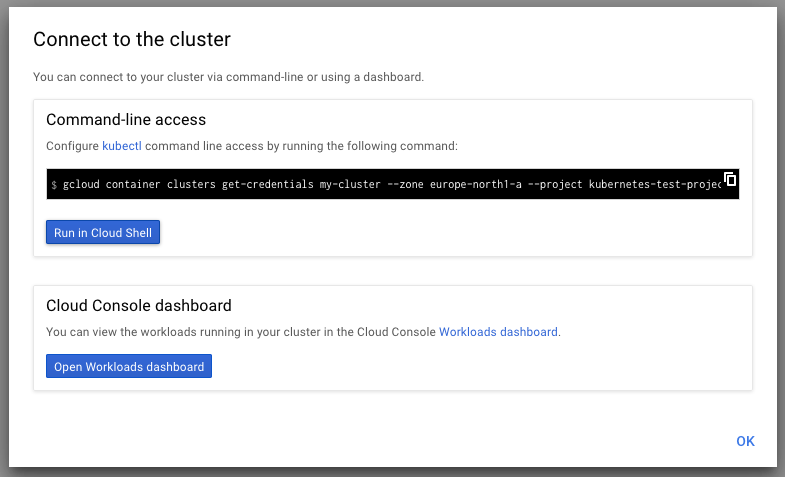 Connect to the cluster
You can connect to your cluster via command-line or using a dashboard.
Command-line access
Configure kubectl command line access by running the following command:
$ gcloud container clusters get-credentials my-cluster --zone europe-north1-a --project kubernetes-test-projec
Run in Cloud Shell
Cloud Console dashboard
You can view the workloads running in your cluster in the Cloud Console Workloads dashboard.
Open Workloads dashboard
OK